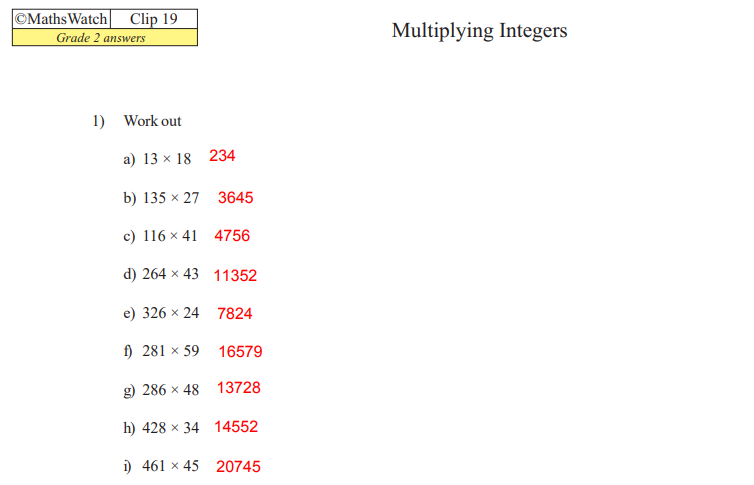 ©MathsWatch Clip 19
Grade 2 answers
Multiplying Integers
1) Work out
a) 13 × 18 234
b) 135 × 27 3645
c) 116 × 41 4756
d) 264 × 43 11352
e) 326 × 24 7824
f) 281 × 59 16579
g) 286 × 48 13728
h) 428 × 34 14552
i) 461 × 45 20745